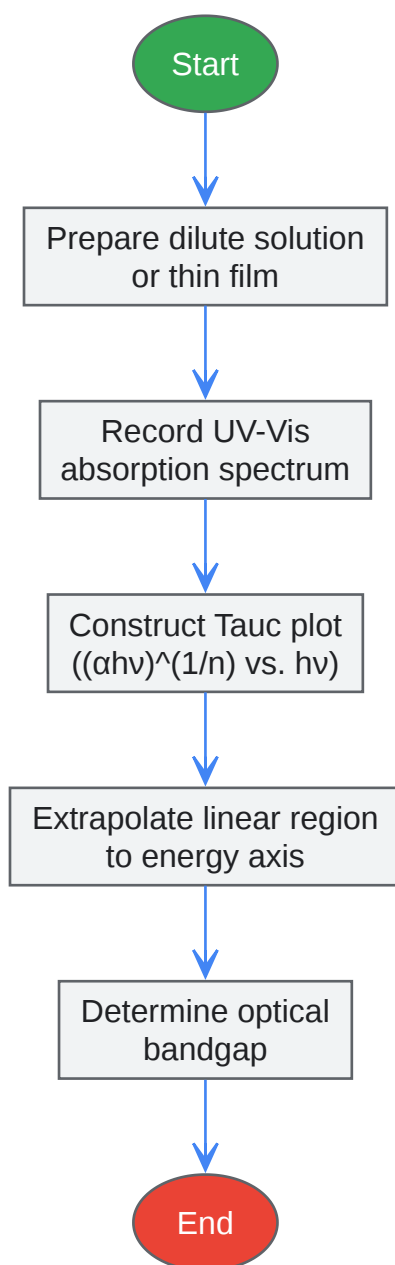 Start
Prepare dilute solution
or thin film
Record UV-Vis
absorption spectrum
Construct Tauc plot
((αhν)^(1/n) vs. hν)
Extrapolate linear region
to energy axis
Determine optical
bandgap
End